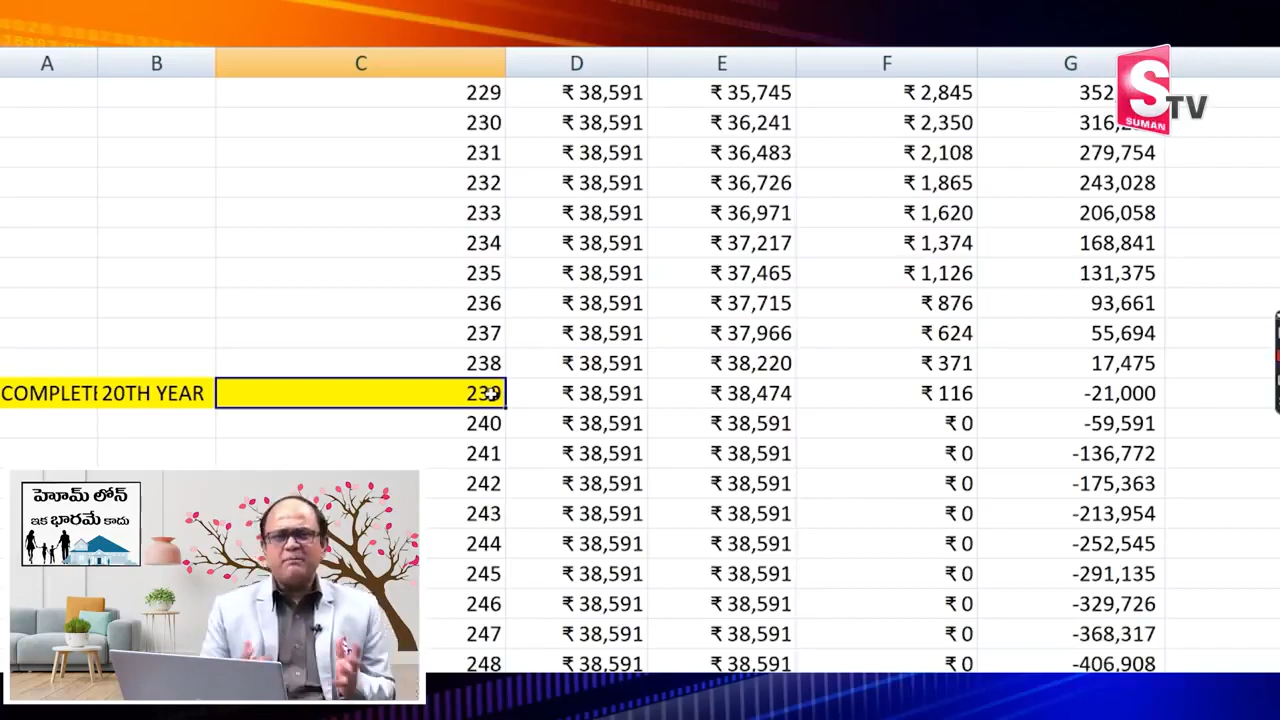 A B C D E F G
229 ₹ 38,591 ₹ 35,745 ₹ 2,845 352,
230 ₹ 38,591 ₹ 36,241 ₹ 2,350 316,
231 ₹ 38,591 ₹ 36,483 ₹ 2,108 279,754
232 ₹ 38,591 ₹ 36,726 ₹ 1,865 243,028
233 ₹ 38,591 ₹ 36,971 ₹ 1,620 206,058
234 ₹ 38,591 ₹ 37,217 ₹ 1,374 168,841
235 ₹ 38,591 ₹ 37,465 ₹ 1,126 131,375
236 ₹ 38,591 ₹ 37,715 ₹ 876 93,661
237 ₹ 38,591 ₹ 37,966 ₹ 624 55,694
238 ₹ 38,591 ₹ 38,220 ₹ 371 17,475
COMPLETE 20TH YEAR 239 ₹ 38,591 ₹ 38,474 ₹ 116 -21,000
240 ₹ 38,591 ₹ 38,591 ₹ 0 -59,591
241 ₹ 38,591 ₹ 38,591 ₹ 0 -136,772
242 ₹ 38,591 ₹ 38,591 ₹ 0 -175,363
243 ₹ 38,591 ₹ 38,591 ₹ 0 -213,954
244 ₹ 38,591 ₹ 38,591 ₹ 0 -252,545
245 ₹ 38,591 ₹ 38,591 ₹ 0 -291,135
246 ₹ 38,591 ₹ 38,591 ₹ 0 -329,726
247 ₹ 38,591 ₹ 38,591 ₹ 0 -368,317
248 ₹ 38,591 ₹ 38,591 ₹ 0 -406,908
S TV
SUMAN
హెూమ్ లోన్
ఇక భారమే కాదు